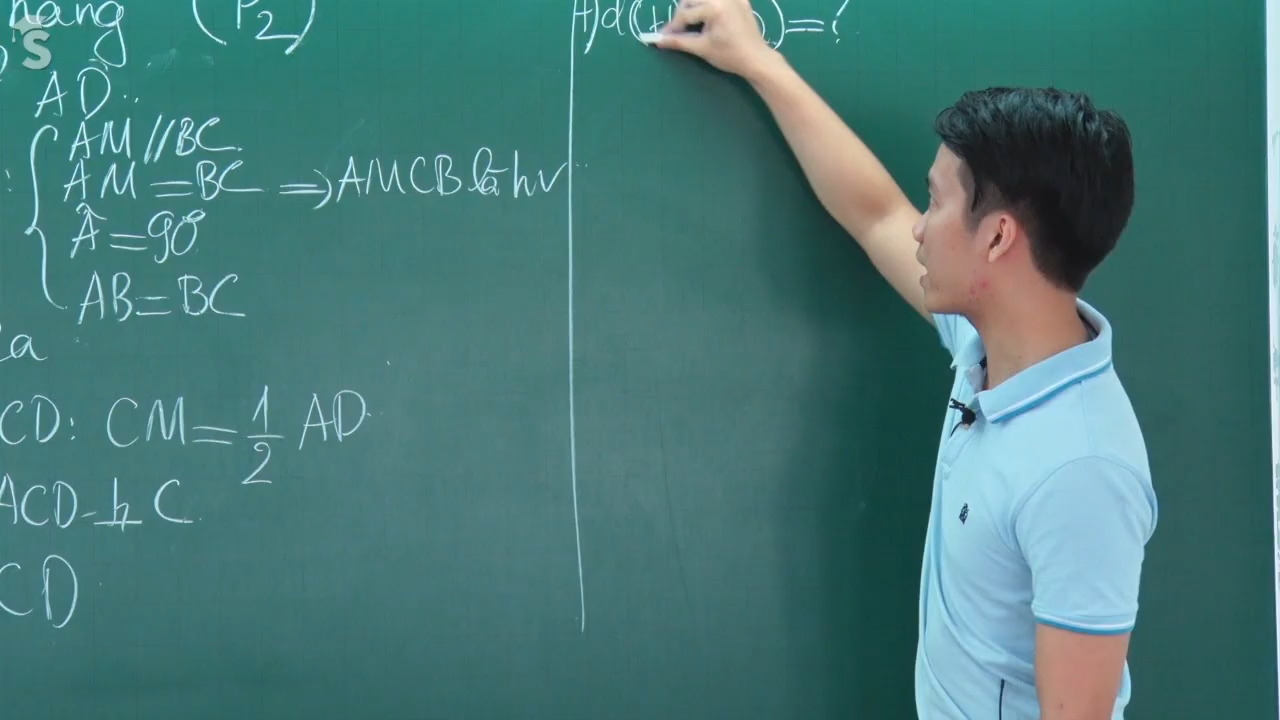 hang (P2)
AD
AM // BC
AM = BC => AMCB là hv
Â = 90°
AB = BC
CD: CM = 1/2 AD
ACD ⊥ tại C
CD
+) d( ) = ?
S